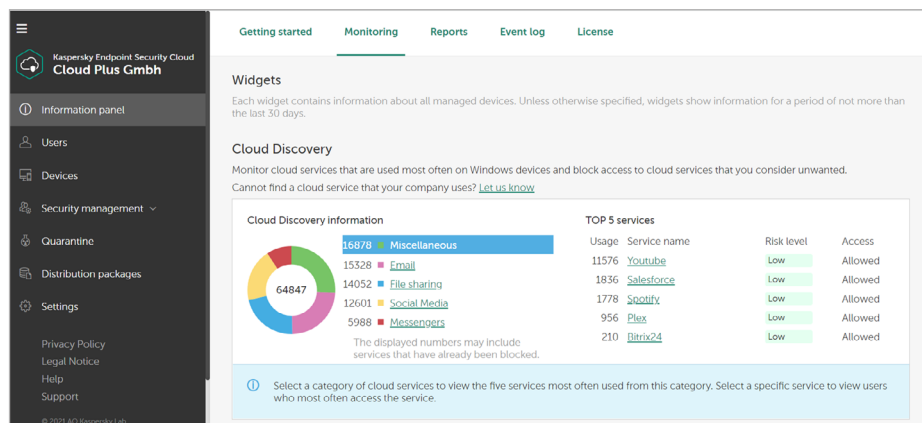 Kaspersky Endpoint Security Cloud
Cloud Plus Gmbh
Information panel
Users
Devices
Security management
Quarantine
Distribution packages
Settings
Privacy Policy
Legal Notice
Help
Support
© 2021 AO Kaspersky Lab
Getting started Monitoring Reports Event log License
Widgets
Each widget contains information about all managed devices. Unless otherwise specified, widgets show information for a period of not more than
the last 30 days.
Cloud Discovery
Monitor cloud services that are used most often on Windows devices and block access to cloud services that you consider unwanted.
Cannot find a cloud service that your company uses? Let us know
Cloud Discovery information
64847
16878 Miscellaneous
15328 Email
14052 File sharing
12601 Social Media
5988 Messengers
The displayed numbers may include
services that have already been blocked.
TOP 5 services
Usage Service name Risk level Access
11576 Youtube Low Allowed
1836 Salesforce Low Allowed
1778 Spotify Low Allowed
956 Plex Low Allowed
210 Bitrix24 Low Allowed
Select a category of cloud services to view the five services most often used from this category. Select a specific service to view users
who most often access the service.